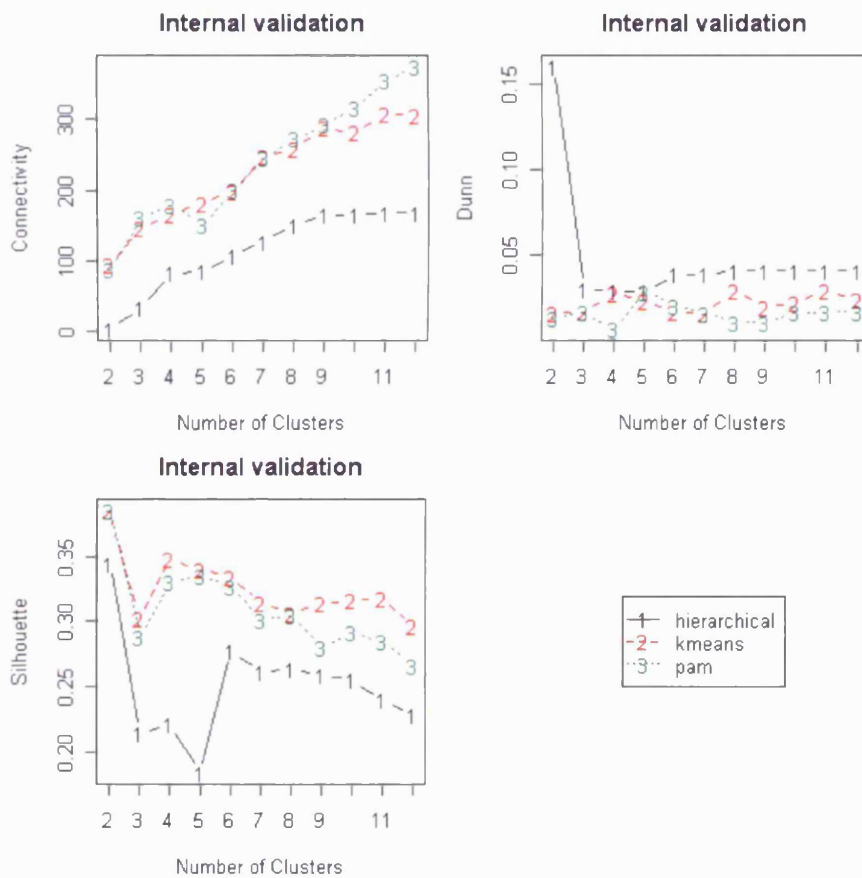 Internal validation
Connectivity
0 100 200 300
2 3 4 5 6 7 8 9 11
Number of Clusters
Internal validation
Dunn
0.05 0.10 0.15
2 3 4 5 6 7 8 9 11
Number of Clusters
Internal validation
Silhouette
0.20 0.25 0.30 0.35
2 3 4 5 6 7 8 9 11
Number of Clusters
1 hierarchical
2 kmeans
3 pam